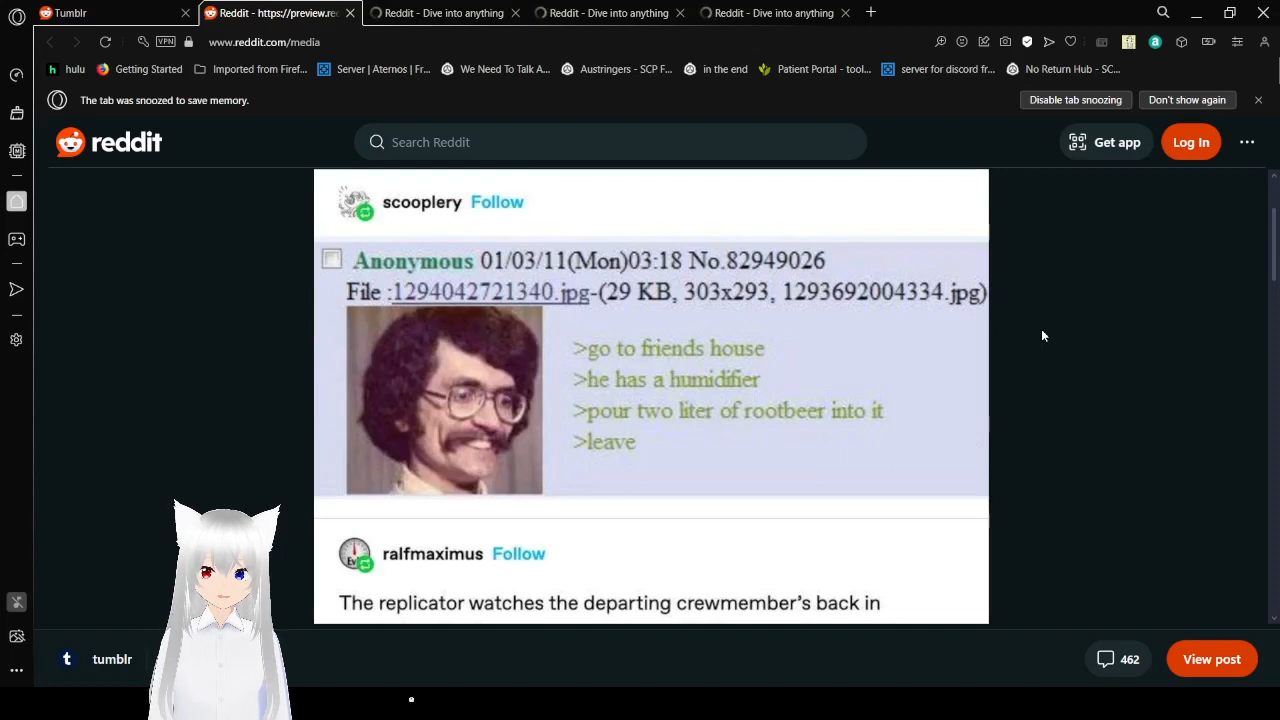 Tumblr
Reddit - https://preview.re
Reddit - Dive into anything
Reddit - Dive into anything
Reddit - Dive into anything
VPN
www.reddit.com/media
hulu
Getting Started
Imported from Firef...
Server | Aternos | Fr...
We Need To Talk A...
Austringers - SCP F...
in the end
Patient Portal - tool...
server for discord fr...
No Return Hub - SC...
The tab was snoozed to save memory.
Disable tab snoozing
Don't show again
reddit
Search Reddit
Get app
Log In
scooplery Follow
Anonymous 01/03/11(Mon)03:18 No.82949026
File :1294042721340.jpg-(29 KB, 303x293, 1293692004334.jpg)
>go to friends house
>he has a humidifier
>pour two liter of rootbeer into it
>leave
ralfmaximus Follow
The replicator watches the departing crewmember's back in
t tumblr
462
View post